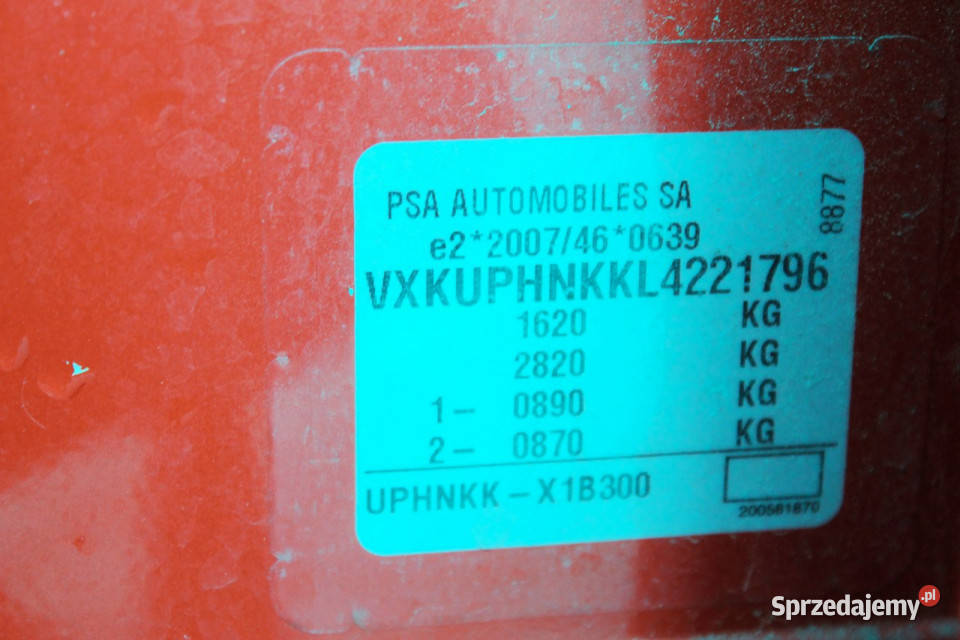 PSA AUTOMOBILES SA
8877
e2*2007/46*0639
VXKUPHNKKL4221796
1620 KG
2820 KG
1– 0890 KG
2– 0870 KG
UPHNKK – X1B300
200581870
Sprzedajemy.pl